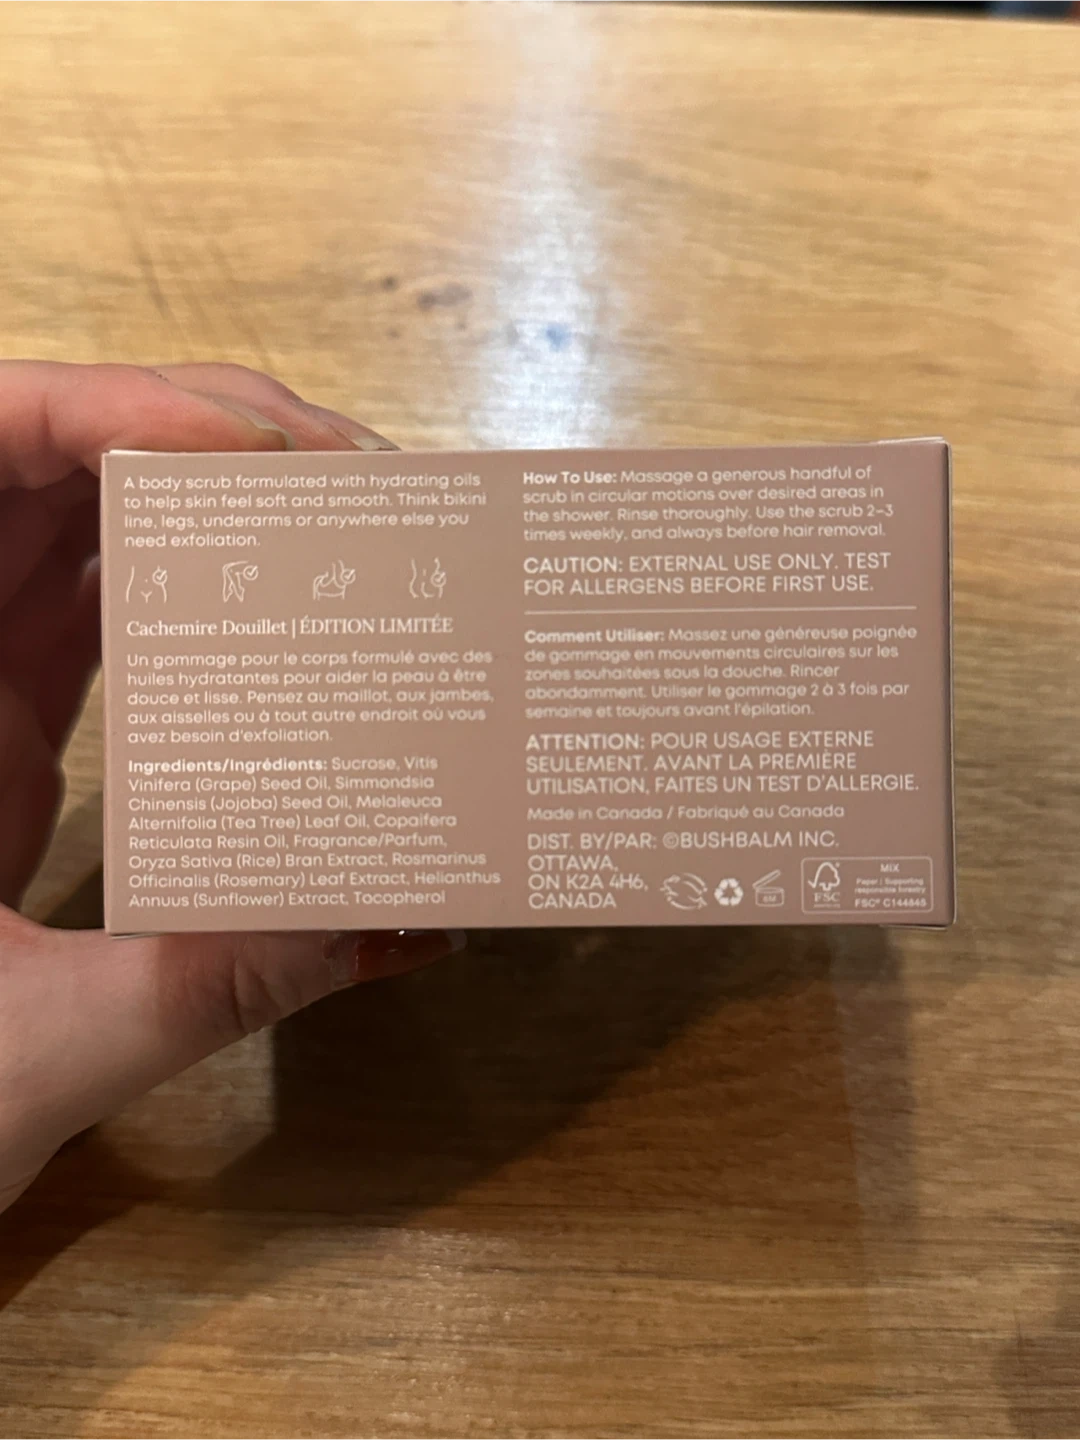 A body scrub formulated with hydrating oils
to help skin feel soft and smooth. Think bikini
line, legs, underarms or anywhere else you
need exfoliation.
Cachemire Douillet | ÉDITION LIMITÉE
Un gommage pour le corps formulé avec des
huiles hydratantes pour aider la peau à être
douce et lisse. Pensez au maillot, aux jambes,
aux aisselles ou à tout autre endroit où vous
avez besoin d'exfoliation.
Ingredients/Ingrédients: Sucrose, Vitis
Vinifera (Grape) Seed Oil, Simmondsia
Chinensis (Jojoba) Seed Oil, Melaleuca
Alternifolia (Tea Tree) Leaf Oil, Copaifera
Reticulata Resin Oil, Fragrance/Parfum,
Oryza Sativa (Rice) Bran Extract, Rosmarinus
Officinalis (Rosemary) Leaf Extract, Helianthus
Annuus (Sunflower) Extract, Tocopherol
How To Use: Massage a generous handful of
scrub in circular motions over desired areas in
the shower. Rinse thoroughly. Use the scrub 2–3
times weekly, and always before hair removal.
CAUTION: EXTERNAL USE ONLY. TEST
FOR ALLERGENS BEFORE FIRST USE.
Comment Utiliser: Massez une généreuse poignée
de gommage en mouvements circulaires sur les
zones souhaitées sous la douche. Rincer
abondamment. Utiliser le gommage 2 à 3 fois par
semaine et toujours avant l'épilation.
ATTENTION: POUR USAGE EXTERNE
SEULEMENT. AVANT LA PREMIÈRE
UTILISATION, FAITES UN TEST D'ALLERGIE.
Made in Canada / Fabriqué au Canada
DIST. BY/PAR: ©BUSHBALM INC.
OTTAWA,
ON K2A 4H6,
CANADA
FSC
MIX
Paper | Supporting
responsible forestry
FSC® C144645